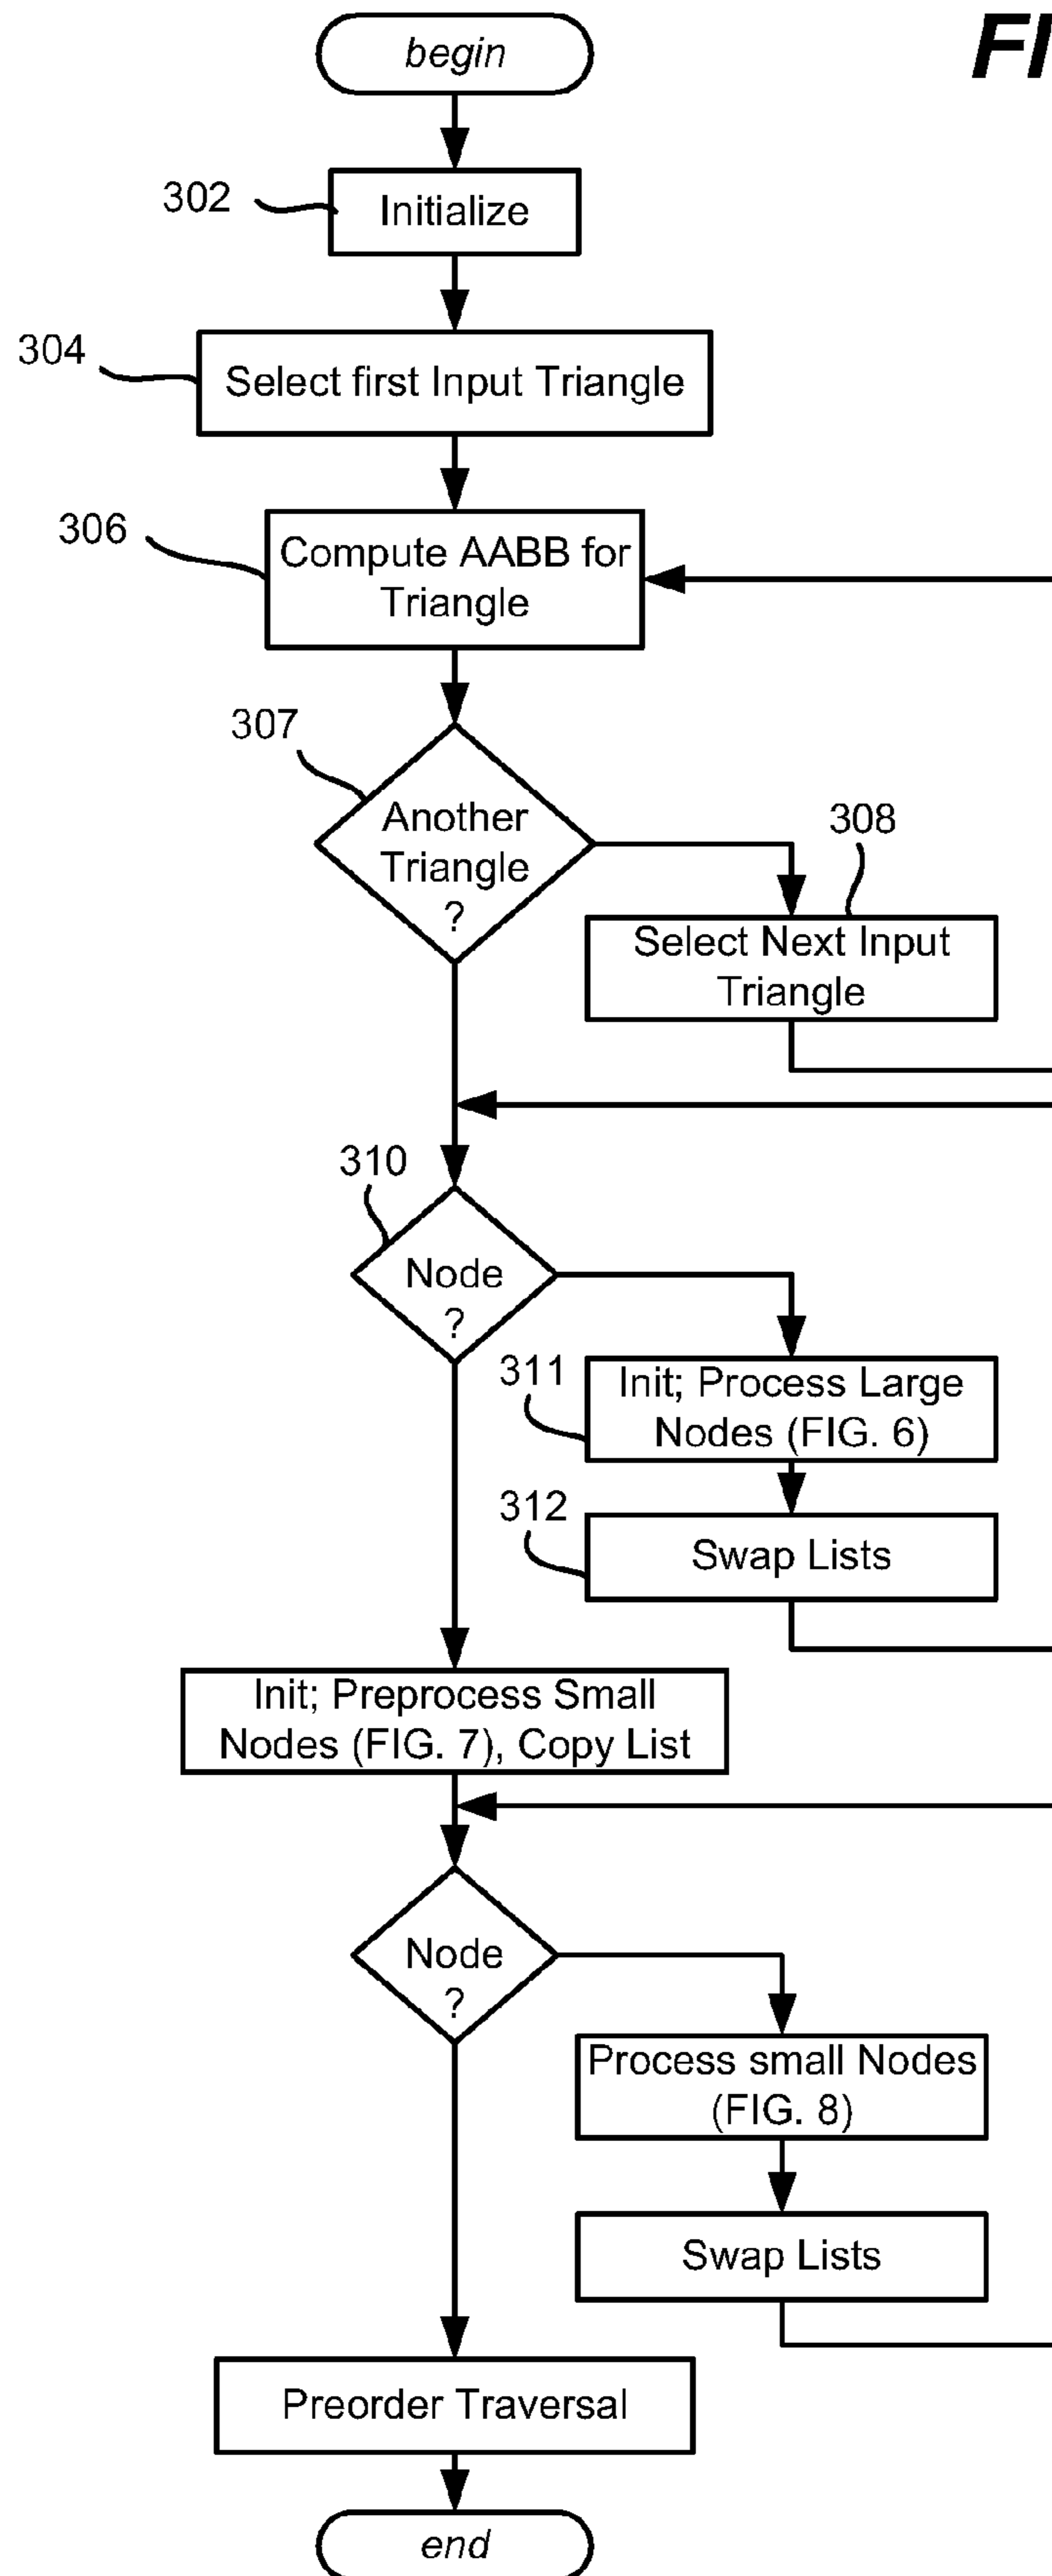 FI
begin
302
Initialize
304
Select first Input Triangle
306
Compute AABB for
Triangle
307
Another
Triangle
?
308
Select Next Input
Triangle
310
Node
?
311
Init; Process Large
Nodes (FIG. 6)
312
Swap Lists
Init; Preprocess Small
Nodes (FIG. 7), Copy List
Node
?
Process small Nodes
(FIG. 8)
Swap Lists
Preorder Traversal
end